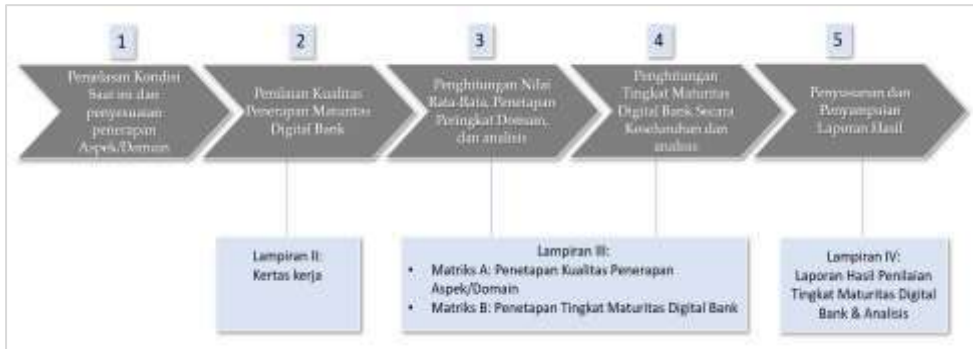 1
2
3
4
5
Penjelasan Kondisi
Saat ini dan
penyusunan
penerapan
Aspek/Domain
Penilaian Kualitas
Penerapan Maturitas
Digital Bank
Penghitungan Nilai
Rata-Rata, Penetapan
Peringkat Domain,
dan analisis
Penghitungan
Tingkat Maturitas
Digital Bank Secara
Keseluruhan dan
analisis
Penyusunan dan
Penyampaian
Laporan Hasil
Lampiran II:
Kertas kerja
Lampiran III:
• Matriks A: Penetapan Kualitas Penerapan
Aspek/Domain
• Matriks B: Penetapan Tingkat Maturitas Digital Bank
Lampiran IV:
Laporan Hasil Penilaian
Tingkat Maturitas Digital
Bank & Analisis